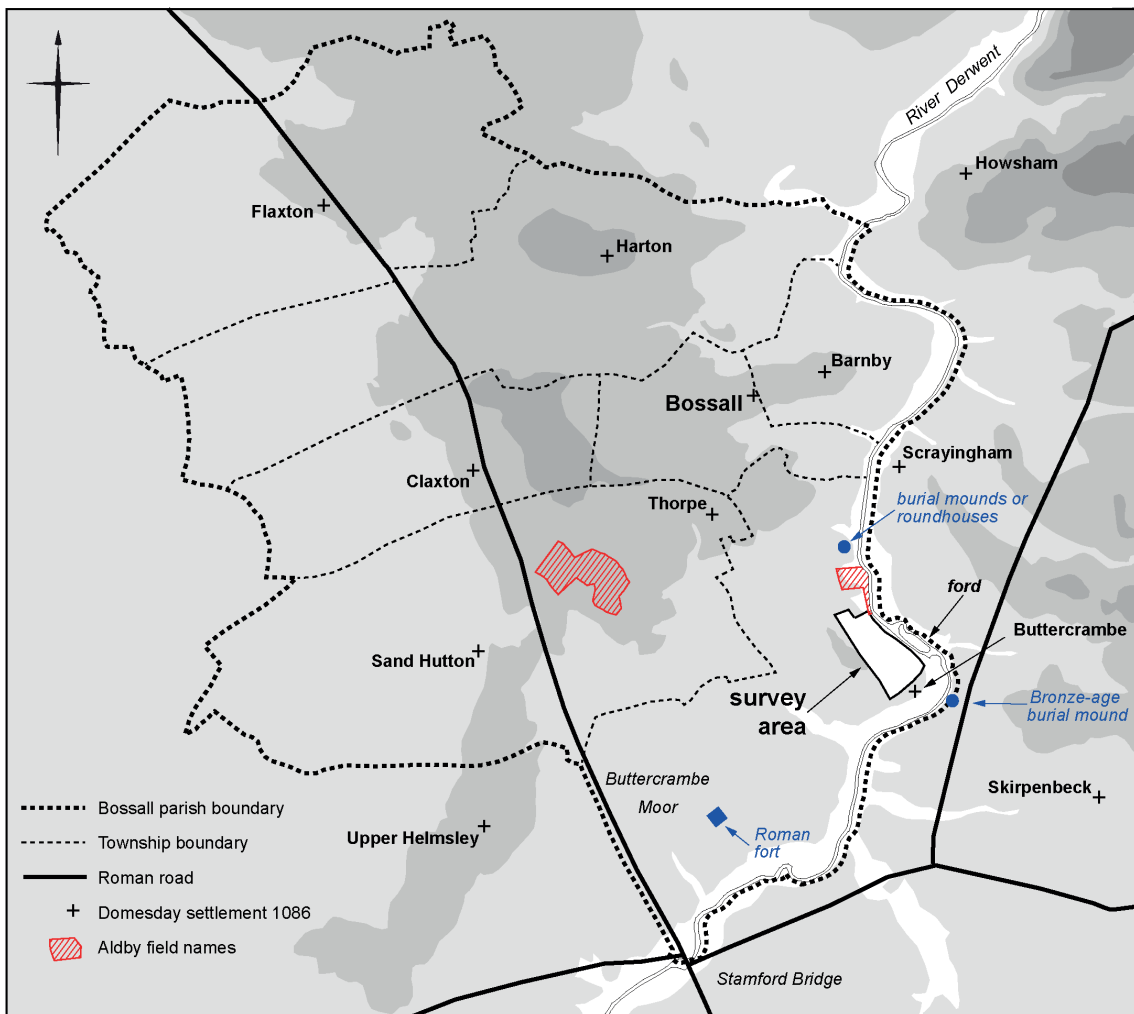 River Derwent
Howsham
Flaxton
Harton
Barnby
Bossall
Scrayingham
Claxton
Thorpe
burial mounds or
roundhouses
ford
Buttercrambe
Sand Hutton
survey
area
Bronze-age
burial mound
Buttercrambe
Moor
Skirpenbeck
Bossall parish boundary
Township boundary
Upper Helmsley
Roman
fort
Roman road
Domesday settlement 1086
Aldby field names
Stamford Bridge